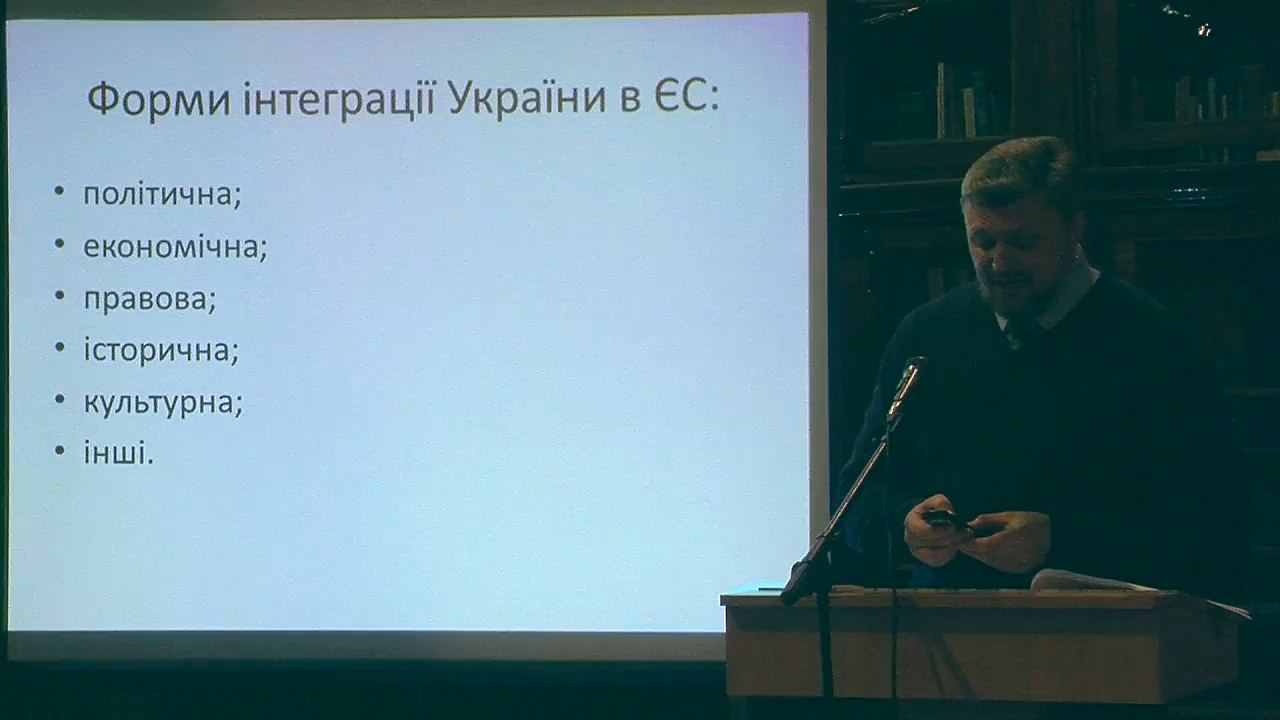 Форми інтеграції України в ЄС:
• політична;
• економічна;
• правова;
• історична;
• культурна;
• інші.